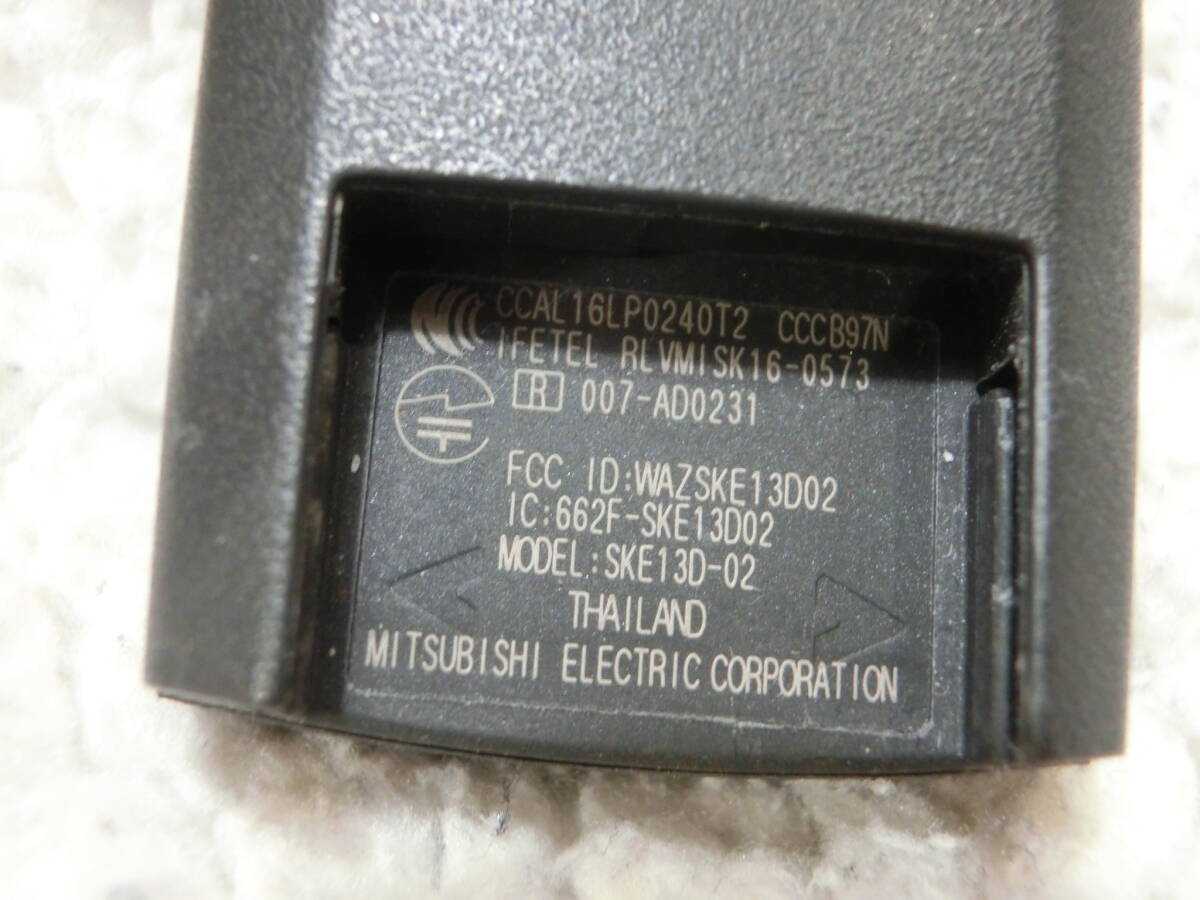 CCAL16LP0240T2 CCCB97N
IFETEL RLVMISK16-0573
R 007-AD0231
FCC ID:WAZSKE13D02
IC:662F-SKE13D02
MODEL:SKE13D-02
THAILAND
MITSUBISHI ELECTRIC CORPORATION